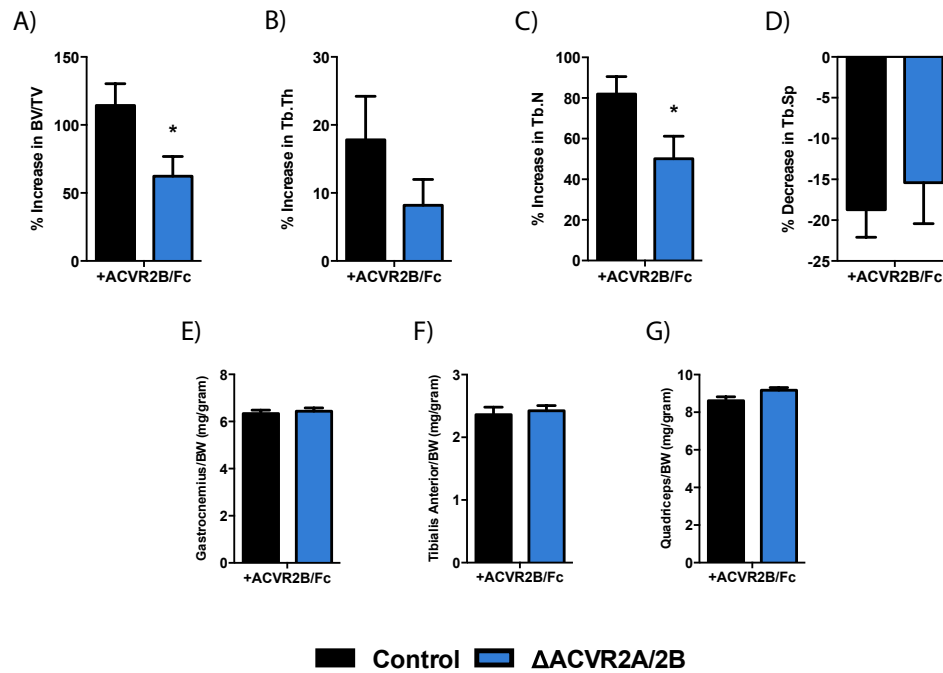 A)
B)
C)
D)
% Increase in BV/TV
150
100
50
0
*
+ACVR2B/Fc
% Increase in Tb.Th
30
20
10
0
+ACVR2B/Fc
% Increase in Tb.N
100
80
60
40
20
0
*
+ACVR2B/Fc
% Decrease in Tb.Sp
0
-5
-10
-15
-20
-25
+ACVR2B/Fc
E)
F)
G)
Gastrocnemius/BW (mg/gram)
8
6
4
2
0
+ACVR2B/Fc
Tibialis Anterior/BW (mg/gram)
3
2
1
0
+ACVR2B/Fc
Quadriceps/BW (mg/gram)
10
8
6
4
2
0
+ACVR2B/Fc
Control
ΔACVR2A/2B